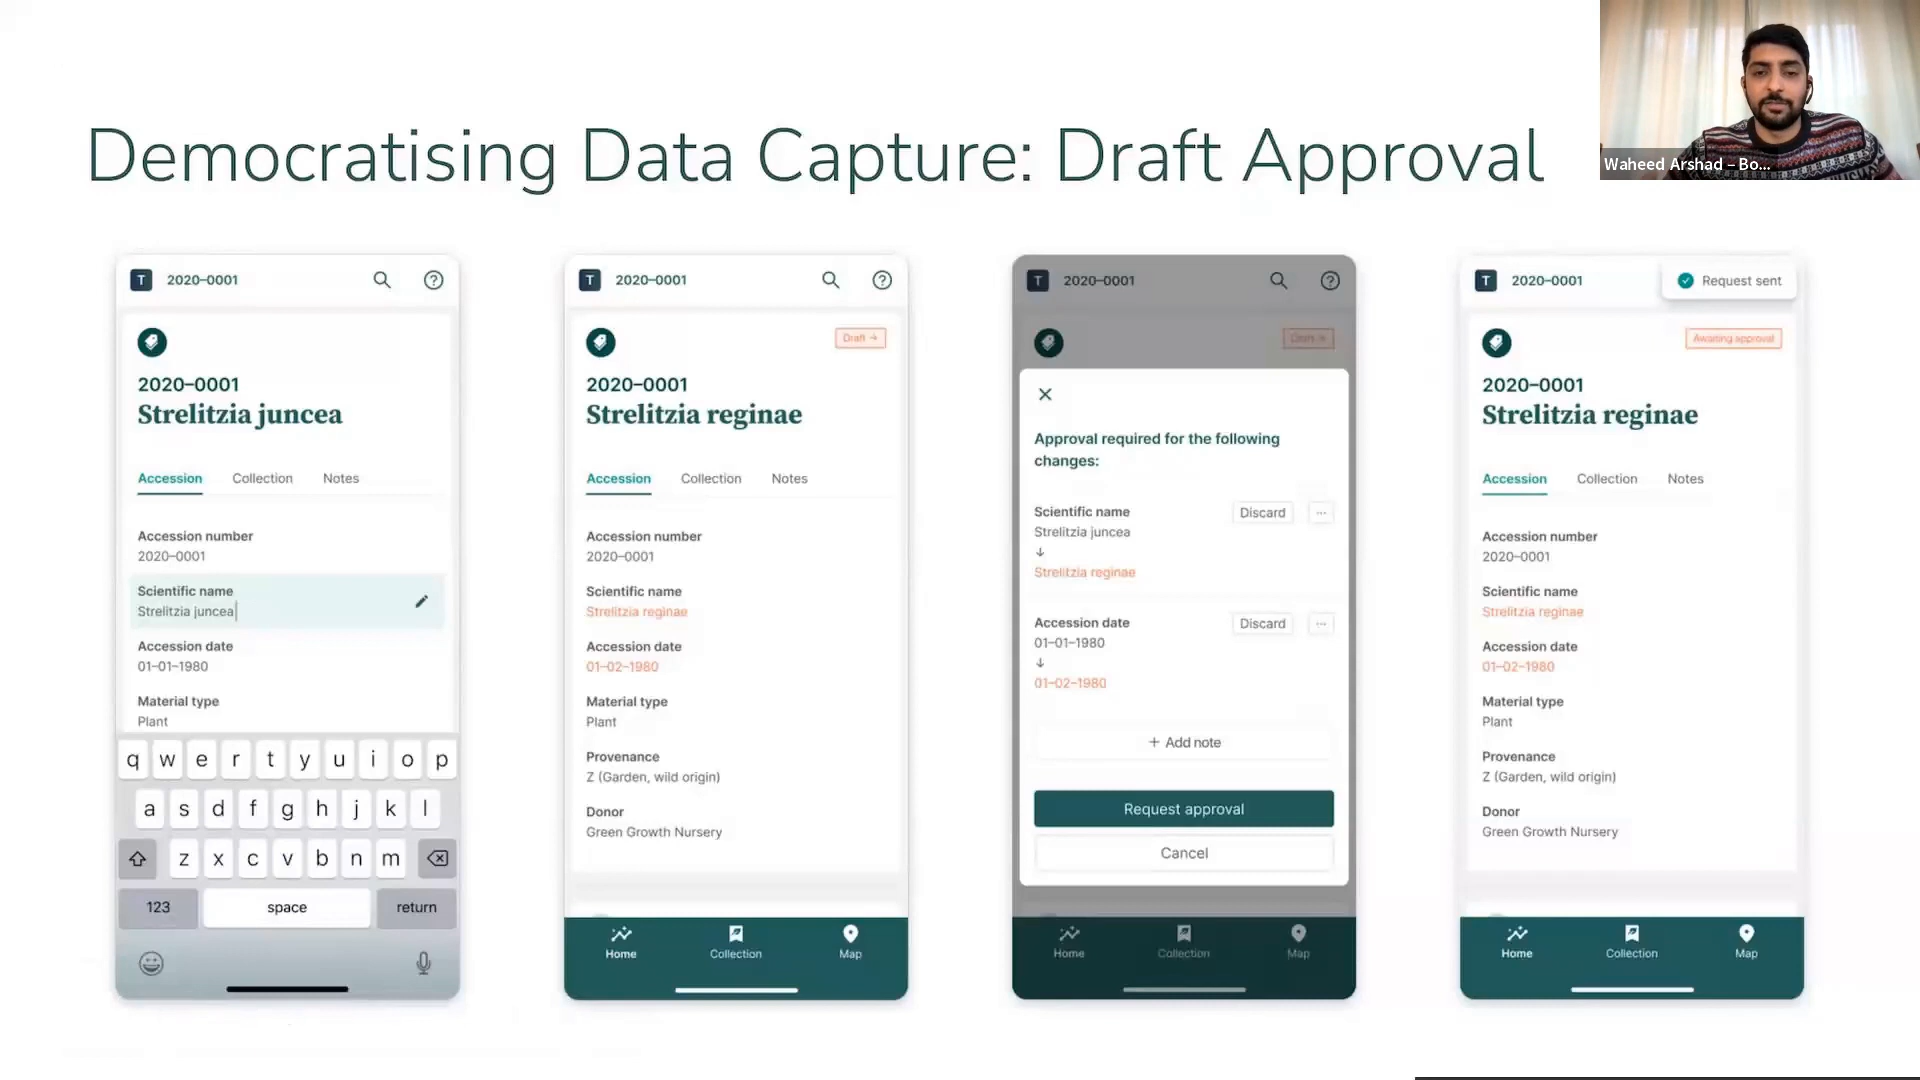 Democratising Data Capture: Draft Approval
Waheed Arshad – Bo...
T 2020–0001
2020–0001
Strelitzia juncea
Accession Collection Notes
Accession number
2020–0001
Scientific name
Strelitzia juncea
Accession date
01–01–1980
Material type
Plant
q w e r t y u i o p
a s d f g h j k l
z x c v b n m
123 space return
T 2020–0001
Draft →
2020–0001
Strelitzia reginae
Accession Collection Notes
Accession number
2020–0001
Scientific name
Strelitzia reginae
Accession date
01–02–1980
Material type
Plant
Provenance
Z (Garden, wild origin)
Donor
Green Growth Nursery
Home Collection Map
T 2020–0001
Draft →
Approval required for the following
changes:
Scientific name Discard ...
Strelitzia juncea
↓
Strelitzia reginae
Accession date Discard ...
01–01–1980
↓
01–02–1980
+ Add note
Request approval
Cancel
Home Collection Map
T 2020–0001 Request sent
Awaiting approval
2020–0001
Strelitzia reginae
Accession Collection Notes
Accession number
2020–0001
Scientific name
Strelitzia reginae
Accession date
01–02–1980
Material type
Plant
Provenance
Z (Garden, wild origin)
Donor
Green Growth Nursery
Home Collection Map